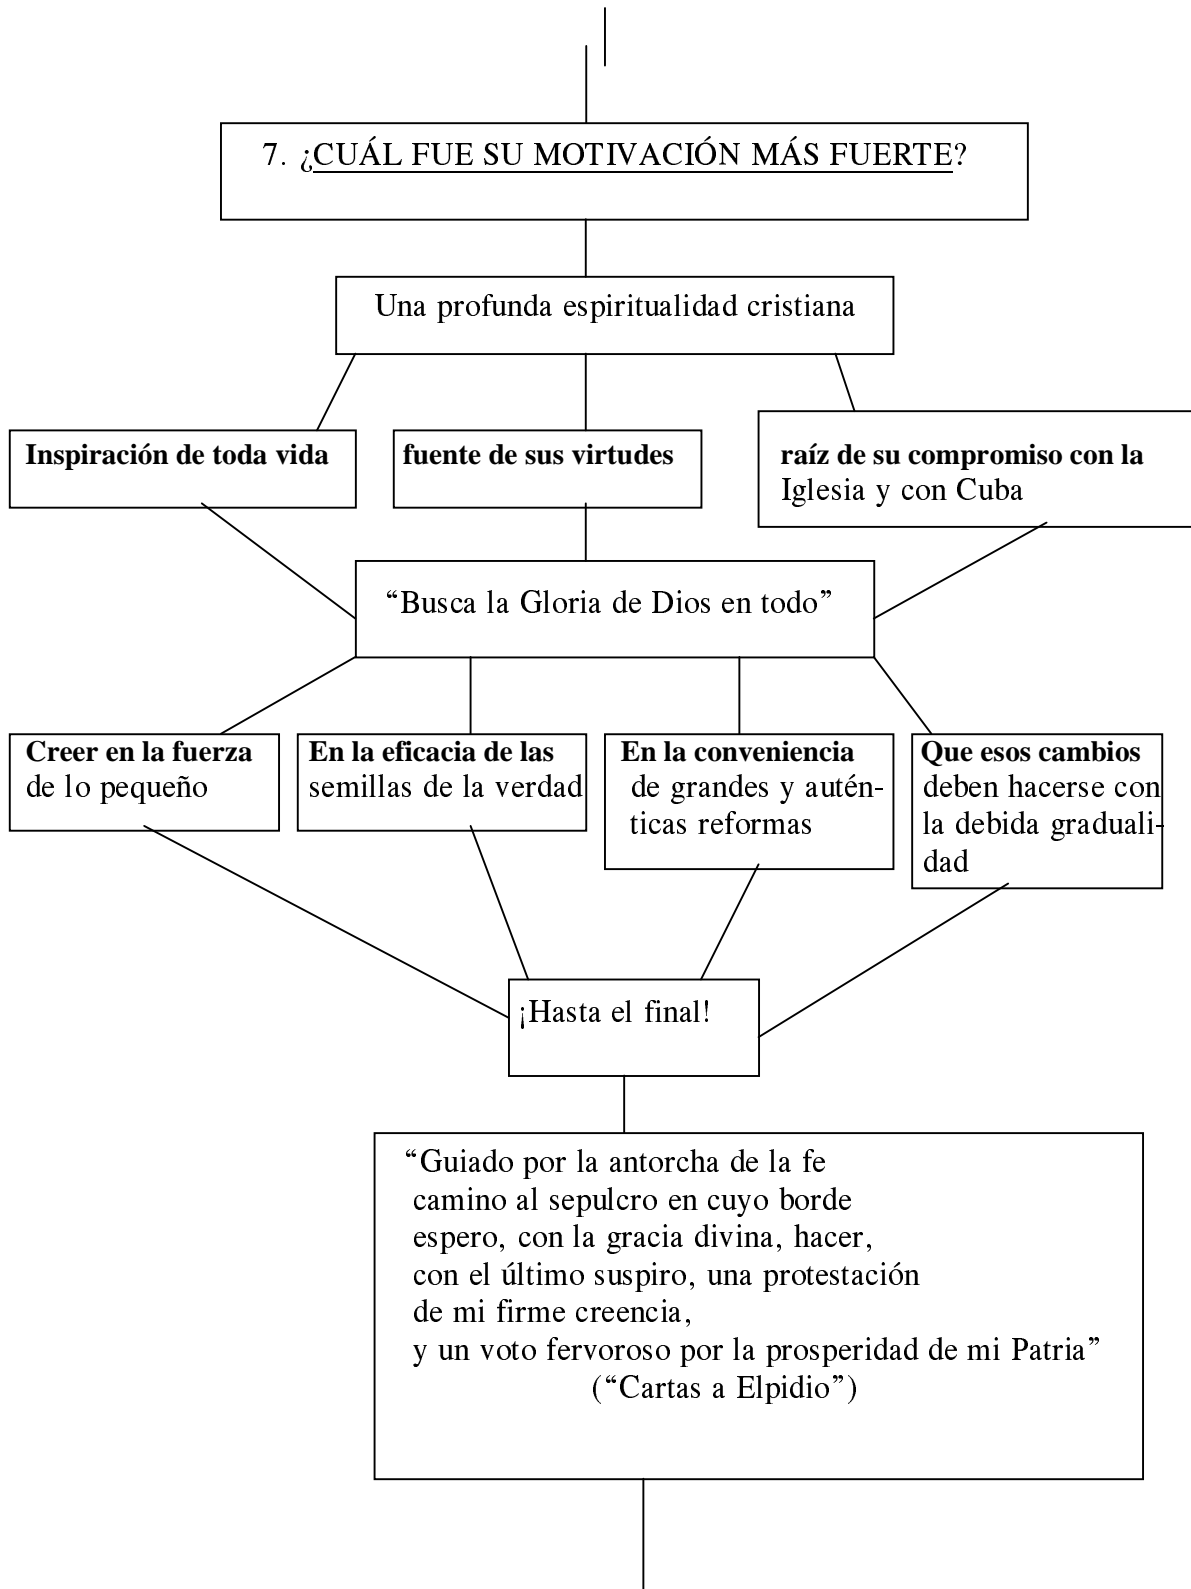 7. ¿CUÁL FUE SU MOTIVACIÓN MÁS FUERTE?
Una profunda espiritualidad cristiana
Inspiración de toda vida
fuente de sus virtudes
raíz de su compromiso con la
Iglesia y con Cuba
“Busca la Gloria de Dios en todo”
Creer en la fuerza
de lo pequeño
En la eficacia de las
semillas de la verdad
En la conveniencia
de grandes y autén-
ticas reformas
Que esos cambios
deben hacerse con
la debida graduali-
dad
¡Hasta el final!
“Guiado por la antorcha de la fe
camino al sepulcro en cuyo borde
espero, con la gracia divina, hacer,
con el último suspiro, una protestación
de mi firme creencia,
y un voto fervoroso por la prosperidad de mi Patria”
(“Cartas a Elpidio”)